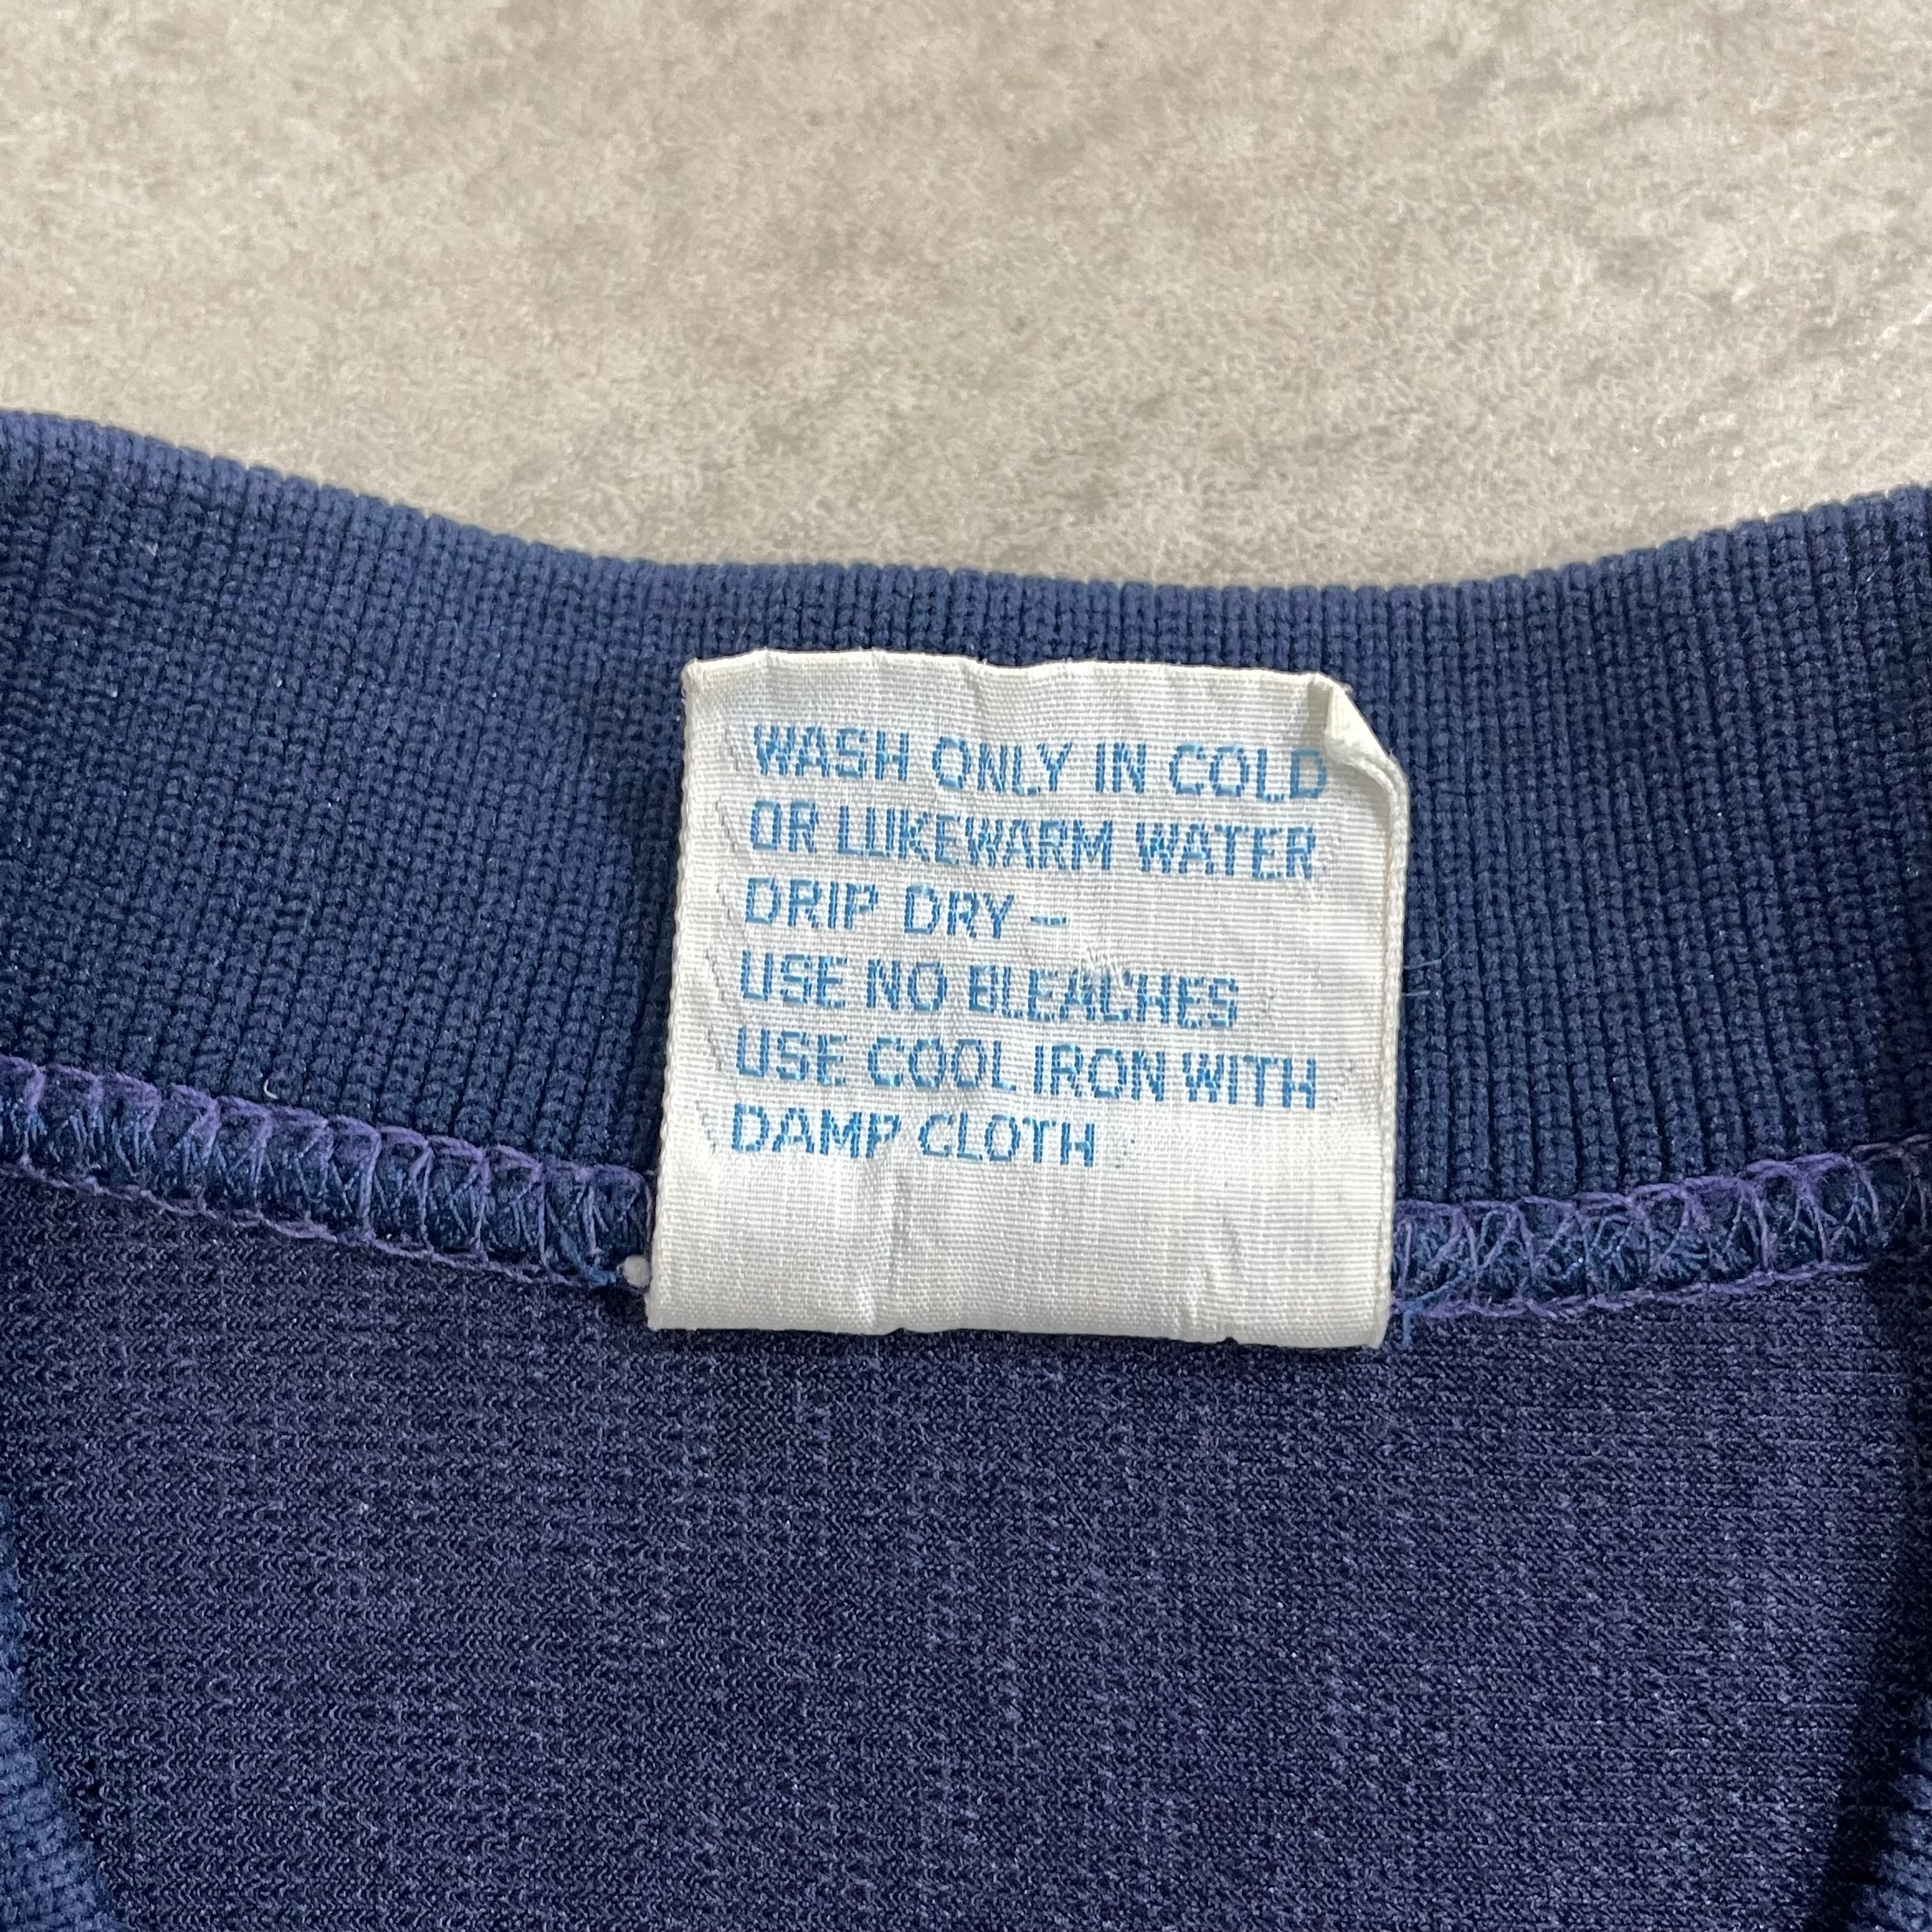 WASH ONLY IN COLD
OR LUKEWARM WATER
DRIP DRY –
USE NO BLEACHES
USE COOL IRON WITH
DAMP CLOTH